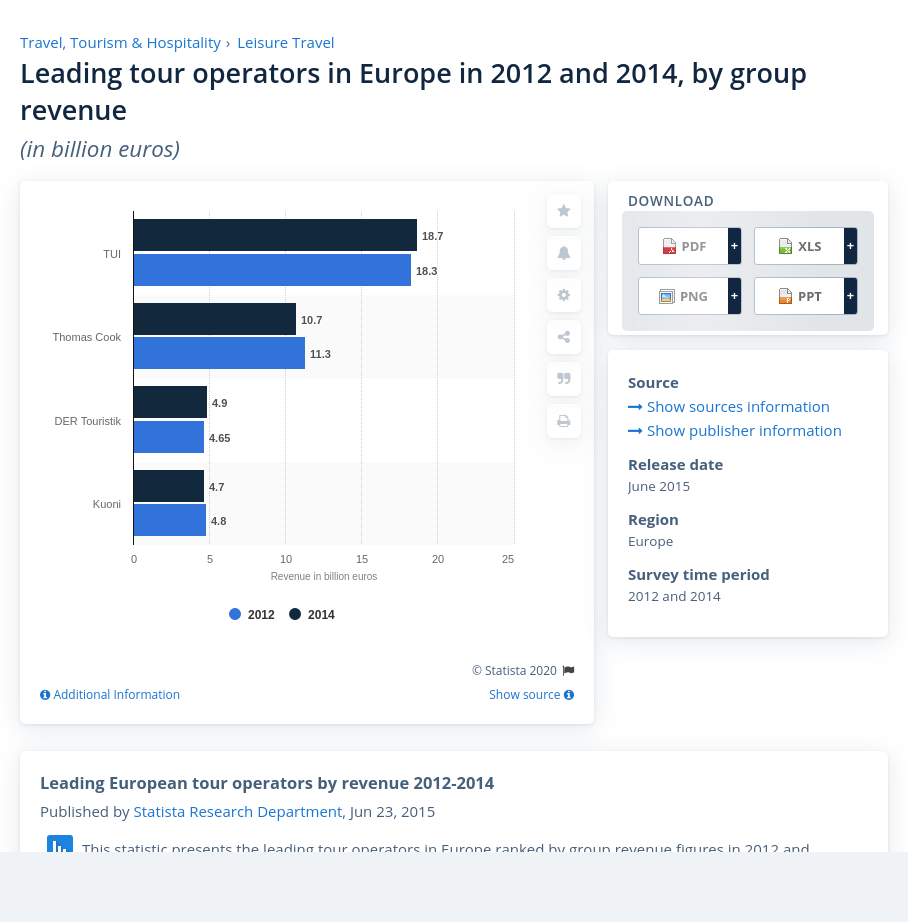 Travel, Tourism & Hospitality › Leisure Travel
Leading tour operators in Europe in 2012 and 2014, by group
revenue
(in billion euros)
TUI
18.7
18.3
Thomas Cook
10.7
11.3
DER Touristik
4.9
4.65
Kuoni
4.7
4.8
0 5 10 15 20 25
Revenue in billion euros
2012 2014
© Statista 2020
Additional Information
Show source
DOWNLOAD
PDF + XLS +
PNG + PPT +
Source
Show sources information
Show publisher information
Release date
June 2015
Region
Europe
Survey time period
2012 and 2014
Leading European tour operators by revenue 2012-2014
Published by Statista Research Department, Jun 23, 2015
This statistic presents the leading tour operators in Europe ranked by group revenue figures in 2012 and